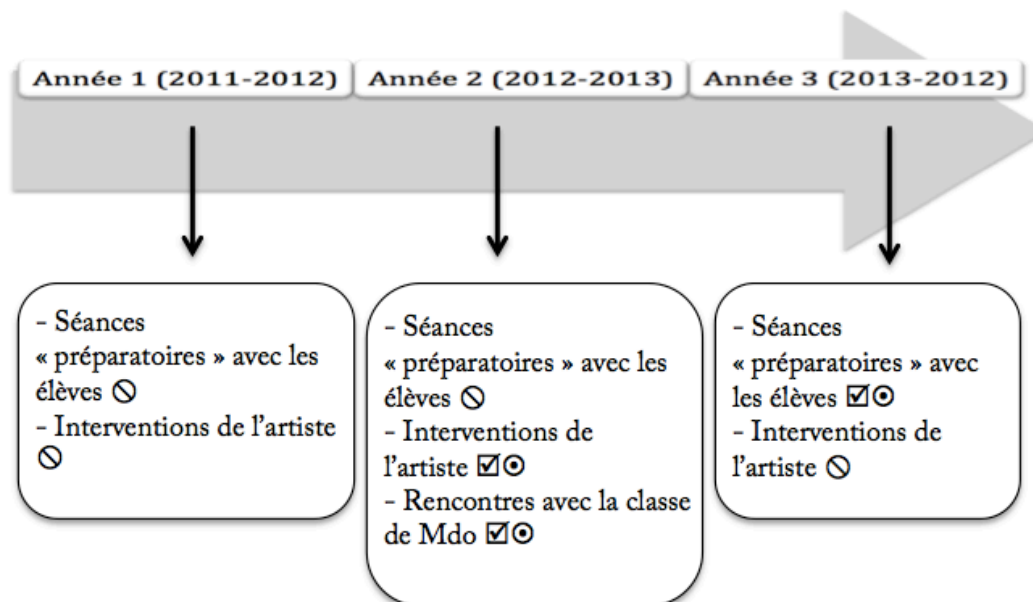 Année 1 (2011-2012)
Année 2 (2012-2013)
Année 3 (2013-2012)
- Séances
« préparatoires » avec les
élèves 🛇
- Interventions de l’artiste
🛇
- Séances
« préparatoires » avec les
élèves 🛇
- Interventions de
l’artiste ☑⊙
- Rencontres avec la classe
de Mdo ☑⊙
- Séances
« préparatoires » avec
les élèves ☑⊙
- Interventions de
l’artiste 🛇